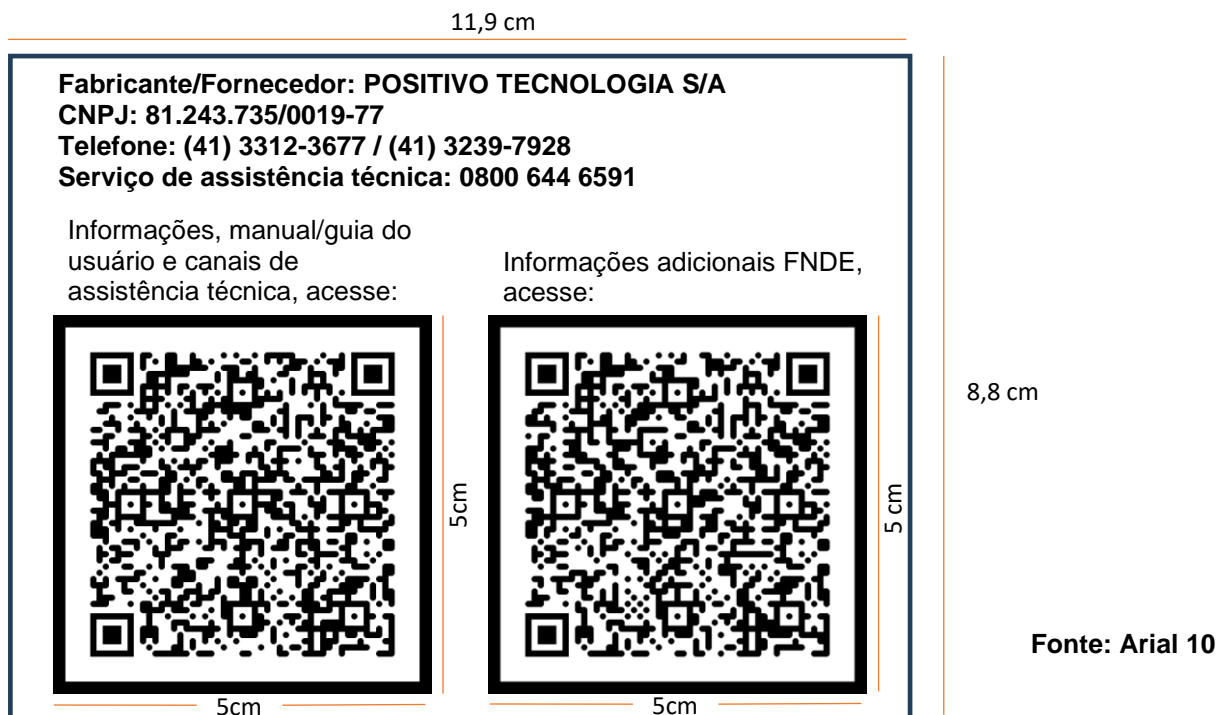 11,9 cm
Fabricante/Fornecedor: POSITIVO TECNOLOGIA S/A
CNPJ: 81.243.735/0019-77
Telefone: (41) 3312-3677 / (41) 3239-7928
Serviço de assistência técnica: 0800 644 6591
Informações, manual/guia do
usuário e canais de
assistência técnica, acesse:
Informações adicionais FNDE,
acesse:
5cm
5 cm
8,8 cm
Fonte: Arial 10
5cm
5cm